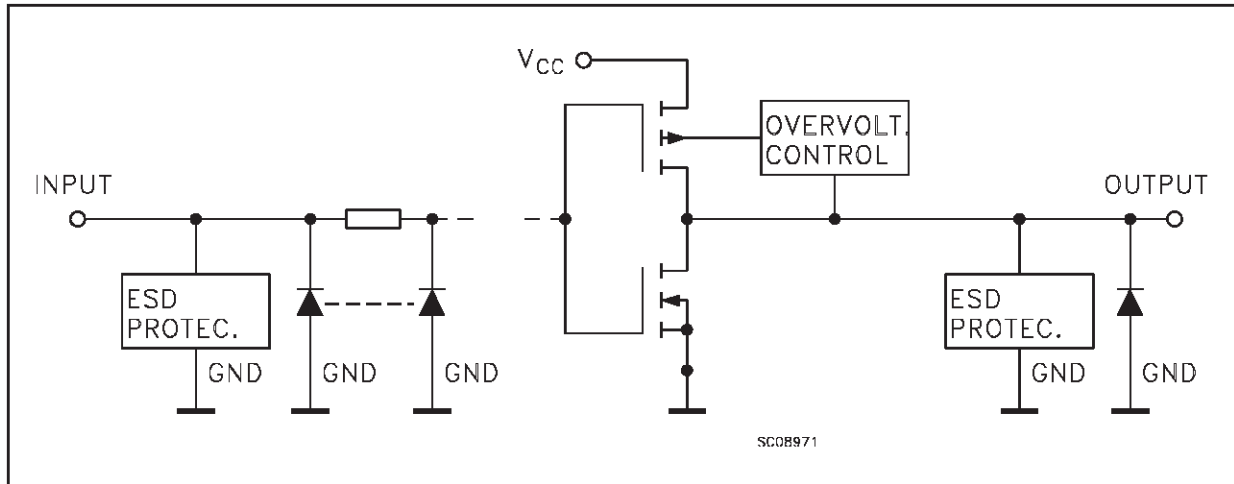 VCC
OVERVOLT.
CONTROL
INPUT
OUTPUT
ESD
PROTEC.
GND
GND
GND
ESD
PROTEC.
GND
GND
SC08971